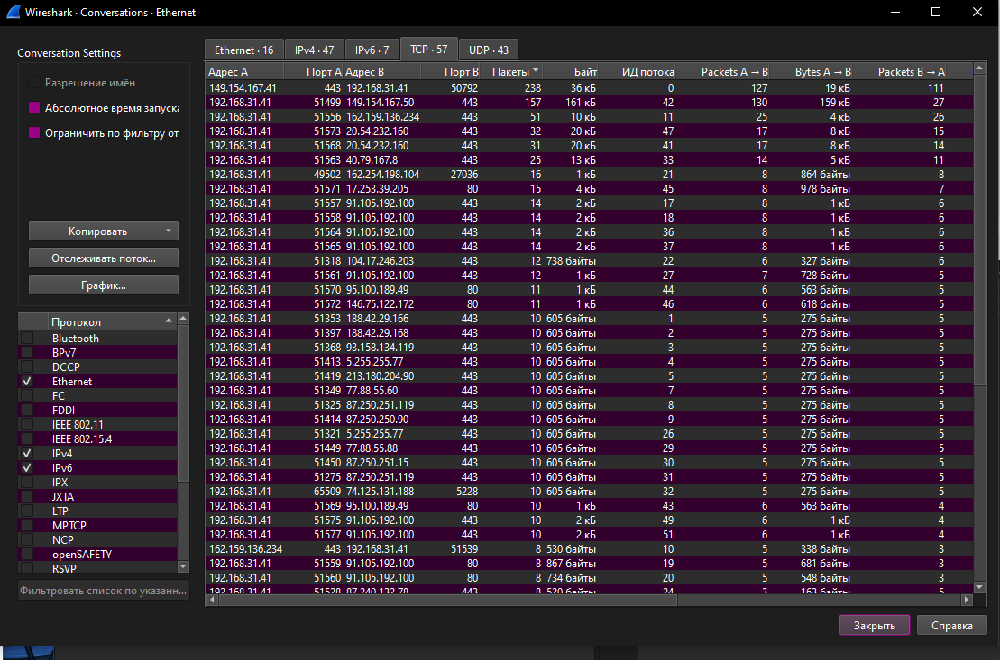 Wireshark · Conversations · Ethernet
Conversation Settings
Разрешение имён
Абсолютное время запуска
Ограничить по фильтру от
Копировать
Отслеживать поток...
График...
Протокол
Bluetooth
BPv7
DCCP
Ethernet
FC
FDDI
IEEE 802.11
IEEE 802.15.4
IPv4
IPv6
IPX
JXTA
LTP
MPTCP
NCP
openSAFETY
RSVP
Фильтровать список по указанн...
Ethernet · 16 IPv4 · 47 IPv6 · 7 TCP · 57 UDP · 43
Адрес A Порт A Адрес B Порт B Пакеты Байт ИД потока Packets A → B Bytes A → B Packets B → A
149.154.167.41 443 192.168.31.41 50792 238 36 кБ 0 127 19 кБ 111
192.168.31.41 51499 149.154.167.50 443 157 161 кБ 42 130 159 кБ 27
192.168.31.41 51556 162.159.136.234 443 51 10 кБ 11 25 4 кБ 26
192.168.31.41 51573 20.54.232.160 443 32 20 кБ 47 17 8 кБ 15
192.168.31.41 51568 20.54.232.160 443 31 20 кБ 41 17 8 кБ 14
192.168.31.41 51563 40.79.167.8 443 25 13 кБ 33 14 5 кБ 11
192.168.31.41 49502 162.254.198.104 27036 16 1 кБ 21 8 864 байты 8
192.168.31.41 51571 17.253.39.205 80 15 4 кБ 45 8 978 байты 7
192.168.31.41 51557 91.105.192.100 443 14 2 кБ 17 8 1 кБ 6
192.168.31.41 51558 91.105.192.100 443 14 2 кБ 18 8 1 кБ 6
192.168.31.41 51564 91.105.192.100 443 14 2 кБ 36 8 1 кБ 6
192.168.31.41 51565 91.105.192.100 443 14 2 кБ 37 8 1 кБ 6
192.168.31.41 51318 104.17.246.203 443 12 738 байты 22 6 327 байты 6
192.168.31.41 51561 91.105.192.100 443 12 1 кБ 27 7 728 байты 5
192.168.31.41 51570 95.100.189.49 80 11 1 кБ 44 6 563 байты 5
192.168.31.41 51572 146.75.122.172 80 11 1 кБ 46 6 618 байты 5
192.168.31.41 51353 188.42.29.166 443 10 605 байты 1 5 275 байты 5
192.168.31.41 51397 188.42.29.168 443 10 605 байты 2 5 275 байты 5
192.168.31.41 51368 93.158.134.119 443 10 605 байты 3 5 275 байты 5
192.168.31.41 51413 5.255.255.77 443 10 605 байты 4 5 275 байты 5
192.168.31.41 51419 213.180.204.90 443 10 605 байты 5 5 275 байты 5
192.168.31.41 51349 77.88.55.60 443 10 605 байты 7 5 275 байты 5
192.168.31.41 51325 87.250.251.119 443 10 605 байты 8 5 275 байты 5
192.168.31.41 51414 87.250.250.90 443 10 605 байты 9 5 275 байты 5
192.168.31.41 51321 5.255.255.77 443 10 605 байты 26 5 275 байты 5
192.168.31.41 51449 77.88.55.88 443 10 605 байты 29 5 275 байты 5
192.168.31.41 51450 87.250.251.15 443 10 605 байты 30 5 275 байты 5
192.168.31.41 51275 87.250.251.119 443 10 605 байты 31 5 275 байты 5
192.168.31.41 65509 74.125.131.188 5228 10 605 байты 32 5 275 байты 5
192.168.31.41 51569 95.100.189.49 80 10 1 кБ 43 6 563 байты 4
192.168.31.41 51575 91.105.192.100 443 10 2 кБ 49 6 1 кБ 4
192.168.31.41 51577 91.105.192.100 443 10 2 кБ 51 6 1 кБ 4
162.159.136.234 443 192.168.31.41 51539 8 530 байты 10 5 338 байты 3
192.168.31.41 51559 91.105.192.100 80 8 867 байты 19 5 681 байты 3
192.168.31.41 51560 91.105.192.100 80 8 734 байты 20 5 548 байты 3
192.168.31.41 51528 87.240.132.78 443 8 520 байты 24 3 163 байты 5
Закрыть Справка